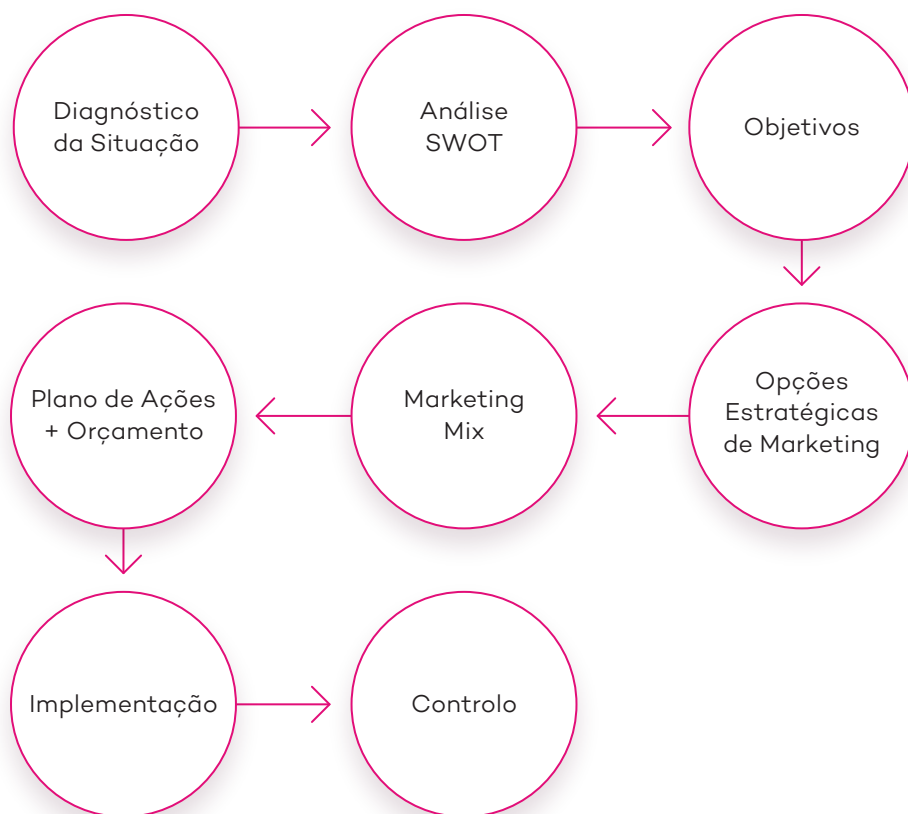 Diagnóstico
da Situação
Análise
SWOT
Objetivos
Opções
Estratégicas
de Marketing
Marketing
Mix
Plano de Ações
+ Orçamento
Implementação
Controlo